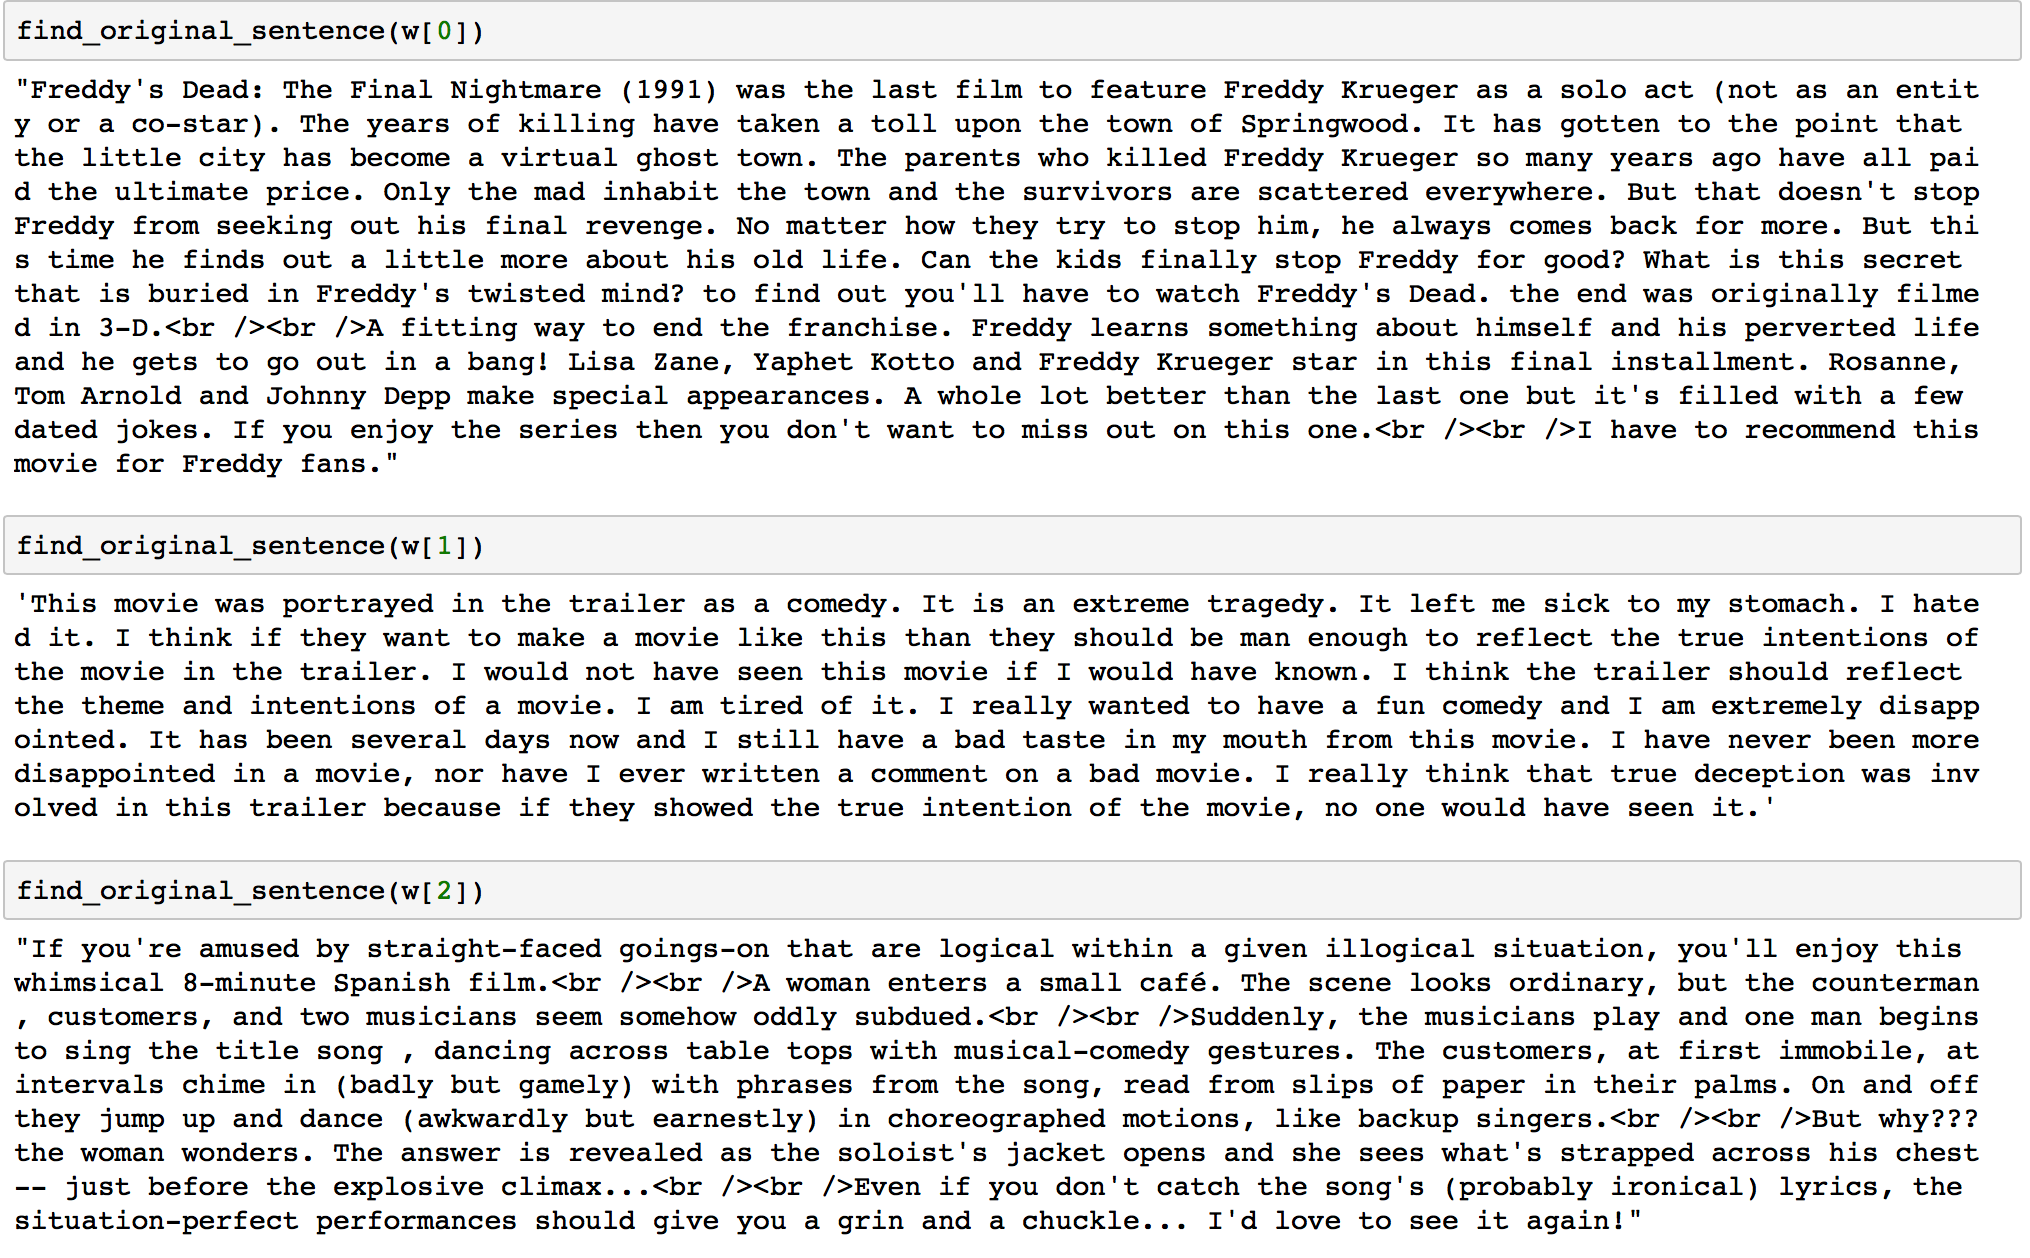 find_original_sentence(w[0])
"Freddy's Dead: The Final Nightmare (1991) was the last film to feature Freddy Krueger as a solo act (not as an entit
y or a co-star). The years of killing have taken a toll upon the town of Springwood. It has gotten to the point that
the little city has become a virtual ghost town. The parents who killed Freddy Krueger so many years ago have all pai
d the ultimate price. Only the mad inhabit the town and the survivors are scattered everywhere. But that doesn't stop
Freddy from seeking out his final revenge. No matter how they try to stop him, he always comes back for more. But thi
s time he finds out a little more about his old life. Can the kids finally stop Freddy for good? What is this secret
that is buried in Freddy's twisted mind? to find out you'll have to watch Freddy's Dead. the end was originally filme
d in 3-D.<br /><br />A fitting way to end the franchise. Freddy learns something about himself and his perverted life
and he gets to go out in a bang! Lisa Zane, Yaphet Kotto and Freddy Krueger star in this final installment. Rosanne,
Tom Arnold and Johnny Depp make special appearances. A whole lot better than the last one but it's filled with a few
dated jokes. If you enjoy the series then you don't want to miss out on this one.<br /><br />I have to recommend this
movie for Freddy fans."
find_original_sentence(w[1])
'This movie was portrayed in the trailer as a comedy. It is an extreme tragedy. It left me sick to my stomach. I hate
d it. I think if they want to make a movie like this than they should be man enough to reflect the true intentions of
the movie in the trailer. I would not have seen this movie if I would have known. I think the trailer should reflect
the theme and intentions of a movie. I am tired of it. I really wanted to have a fun comedy and I am extremely disapp
ointed. It has been several days now and I still have a bad taste in my mouth from this movie. I have never been more
disappointed in a movie, nor have I ever written a comment on a bad movie. I really think that true deception was inv
olved in this trailer because if they showed the true intention of the movie, no one would have seen it.'
find_original_sentence(w[2])
"If you're amused by straight-faced goings-on that are logical within a given illogical situation, you'll enjoy this
whimsical 8-minute Spanish film.<br /><br />A woman enters a small café. The scene looks ordinary, but the counterman
, customers, and two musicians seem somehow oddly subdued.<br /><br />Suddenly, the musicians play and one man begins
to sing the title song , dancing across table tops with musical-comedy gestures. The customers, at first immobile, at
intervals chime in (badly but gamely) with phrases from the song, read from slips of paper in their palms. On and off
they jump up and dance (awkwardly but earnestly) in choreographed motions, like backup singers.<br /><br />But why???
the woman wonders. The answer is revealed as the soloist's jacket opens and she sees what's strapped across his chest
-- just before the explosive climax...<br /><br />Even if you don't catch the song's (probably ironical) lyrics, the
situation-perfect performances should give you a grin and a chuckle... I'd love to see it again!"